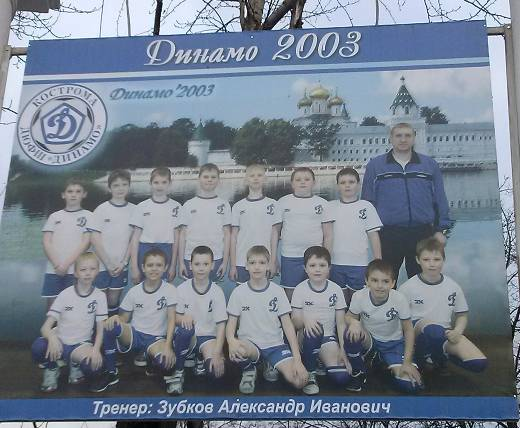 Динамо 2003
Динамо'2003
КОСТРОМА
Д
ДЮФШ "ДИНАМО"
Тренер: Зубков Александр Иванович